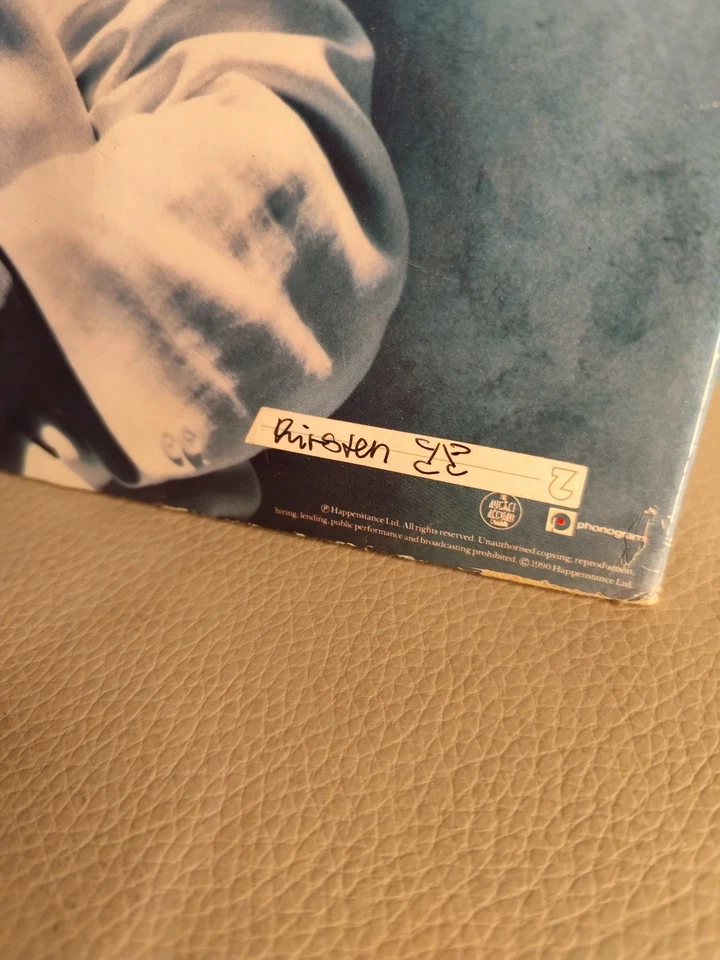 Kirsten
2
phonogram
Ⓟ Happenstance Ltd. All rights reserved. Unauthorised copying, reproduction,
hiring, lending, public performance and broadcasting prohibited. © 1990 Happenstance Ltd.